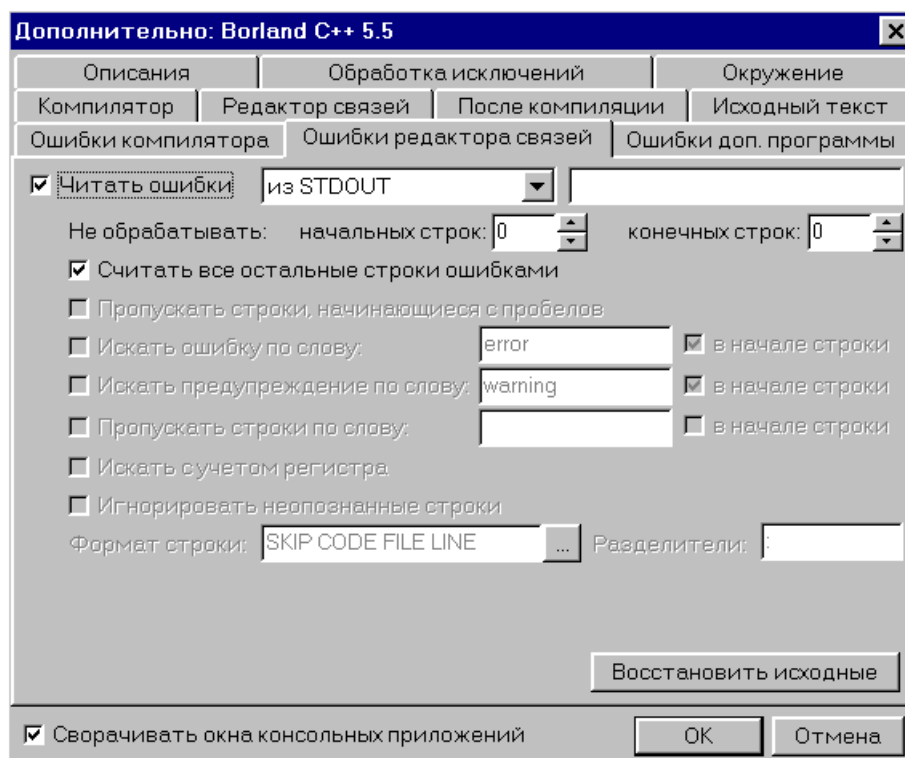 Дополнительно: Borland C++ 5.5
Описания Обработка исключений Окружение
Компилятор Редактор связей После компиляции Исходный текст
Ошибки компилятора Ошибки редактора связей Ошибки доп. программы
Читать ошибки из STDOUT
Не обрабатывать: начальных строк: 0 конечных строк: 0
Считать все остальные строки ошибками
Пропускать строки, начинающиеся с пробелов
Искать ошибку по слову: error в начале строки
Искать предупреждение по слову: warning в начале строки
Пропускать строки по слову: в начале строки
Искать с учетом регистра
Игнорировать неопознанные строки
Формат строки: SKIP CODE FILE LINE ... Разделители: :
Восстановить исходные
Сворачивать окна консольных приложений OK Отмена